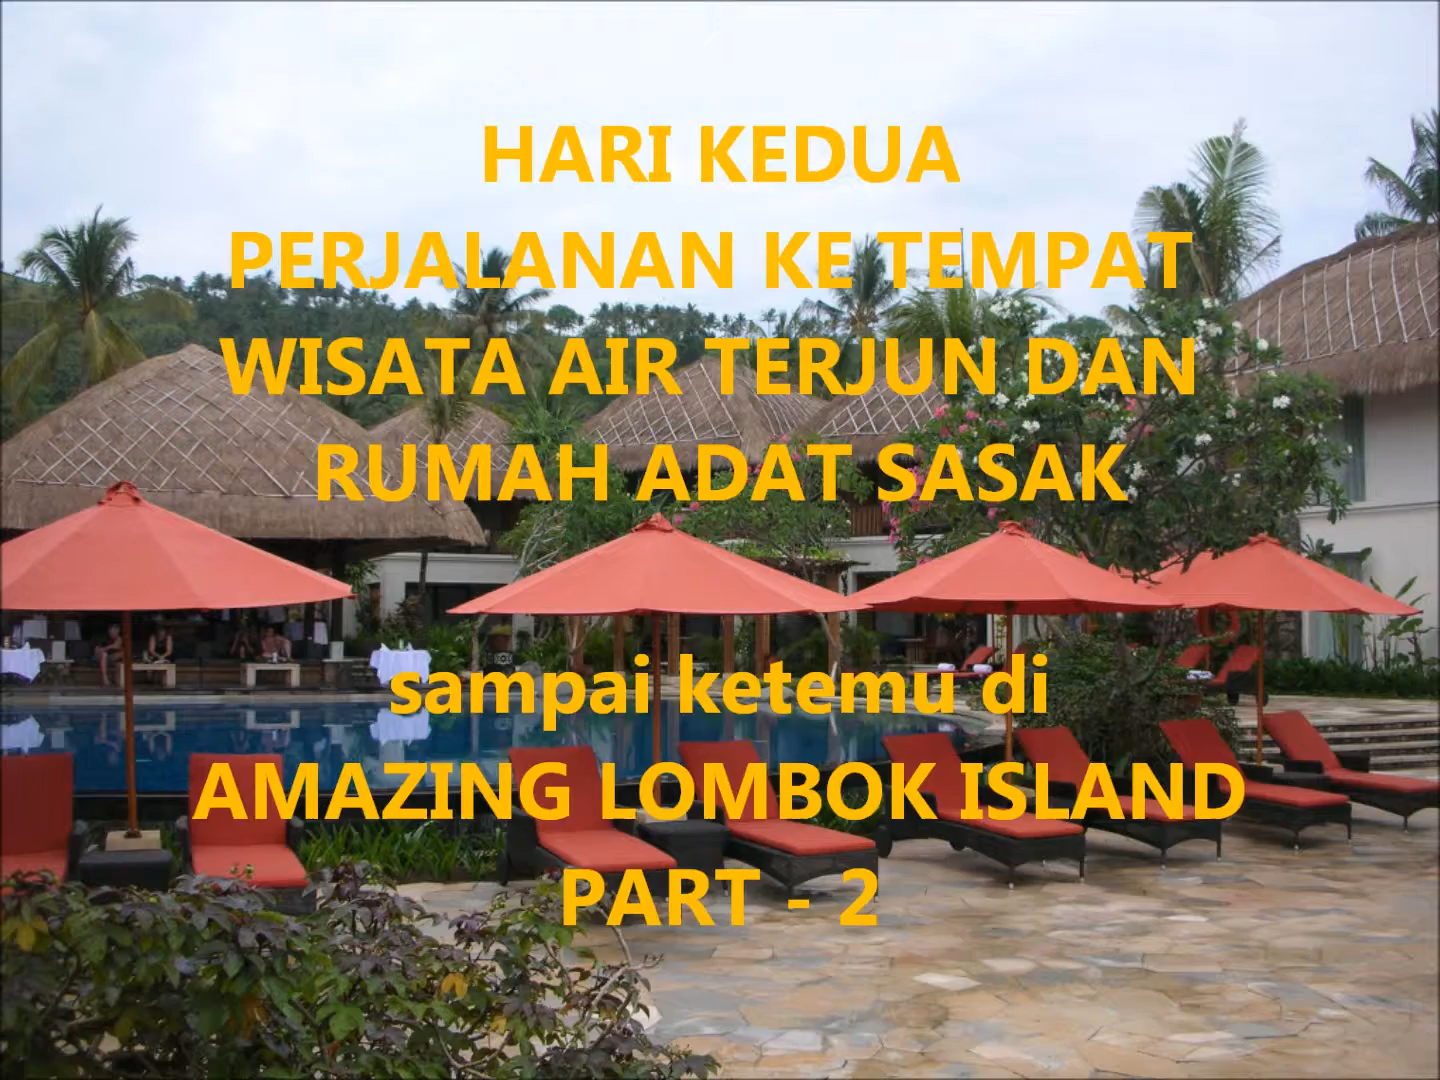 HARI KEDUA
PERJALANAN KE TEMPAT
WISATA AIR TERJUN DAN
RUMAH ADAT SASAK
sampai ketemu di
AMAZING LOMBOK ISLAND
PART - 2